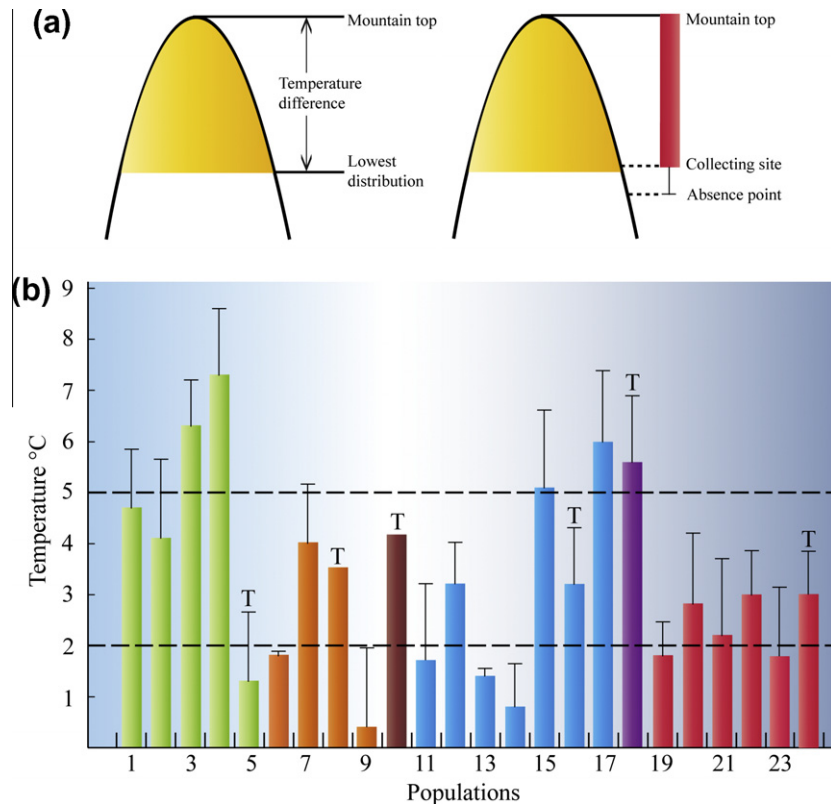 (a)
Mountain top
Temperature
difference
Lowest
distribution
Mountain top
Collecting site
Absence point
(b)
9
8
7
6
5
4
3
2
1
Temperature °C
T
T
T
T
T
T
1
3
5
7
9
11
13
15
17
19
21
23
Populations